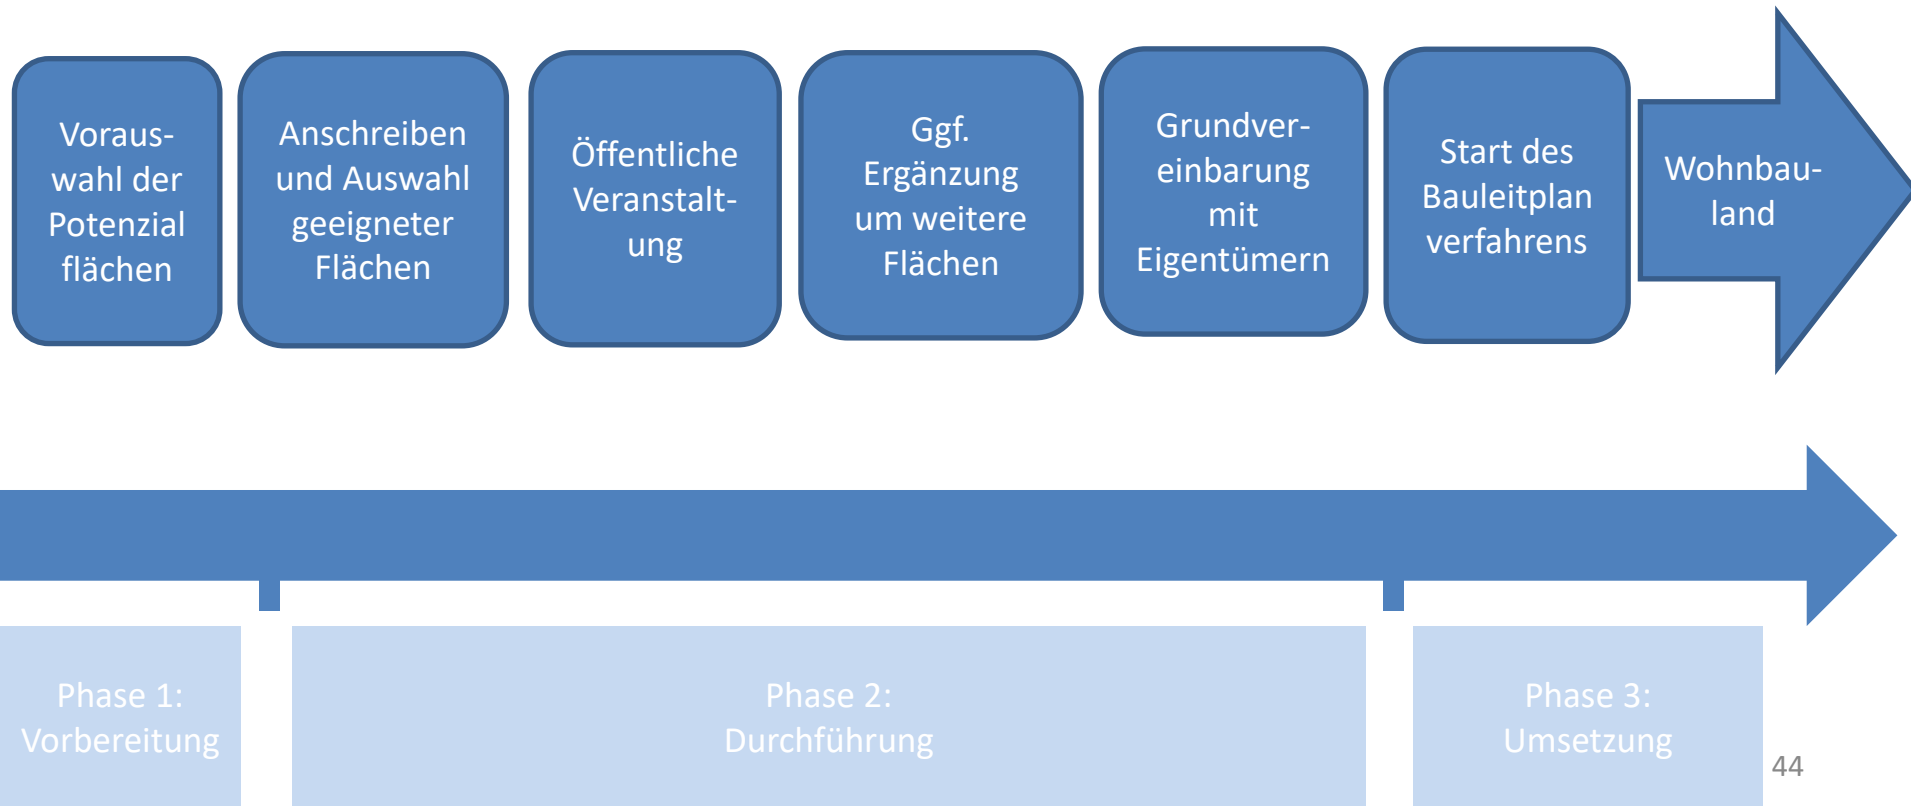 Voraus-
wahl der
Potenzial
flächen
Anschreiben
und Auswahl
geeigneter
Flächen
Öffentliche
Veranstalt-
ung
Ggf.
Ergänzung
um weitere
Flächen
Grundver-
einbarung
mit
Eigentümern
Start des
Bauleitplan
verfahrens
Wohnbau-
land
Phase 1:
Vorbereitung
Phase 2:
Durchführung
Phase 3:
Umsetzung
44